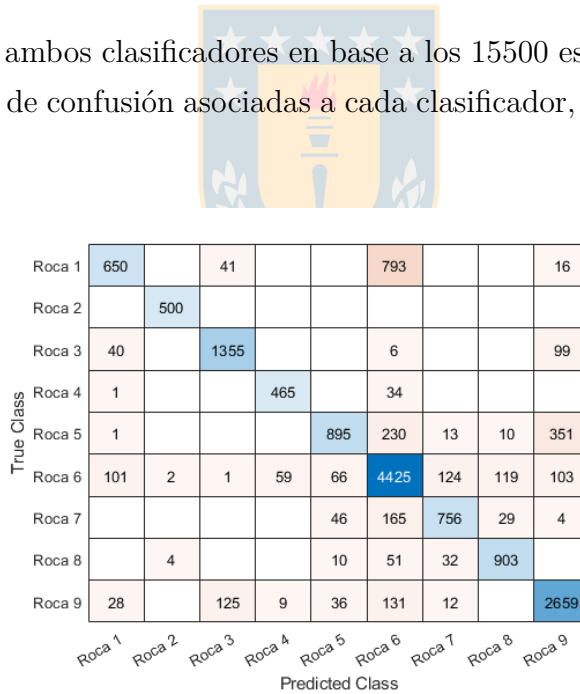 ambos clasificadores en base a los 15500 es
de confusión asociadas a cada clasificador,
Roca 1 650 41 793 16
Roca 2 500
Roca 3 40 1355 6 99
Roca 4 1 465 34
Roca 5 1 895 230 13 10 351
Roca 6 101 2 1 59 66 4425 124 119 103
Roca 7 46 165 756 29 4
Roca 8 4 10 51 32 903
Roca 9 28 125 9 36 131 12 2659
True Class
Roca 1 Roca 2 Roca 3 Roca 4 Roca 5 Roca 6 Roca 7 Roca 8 Roca 9
Predicted Class